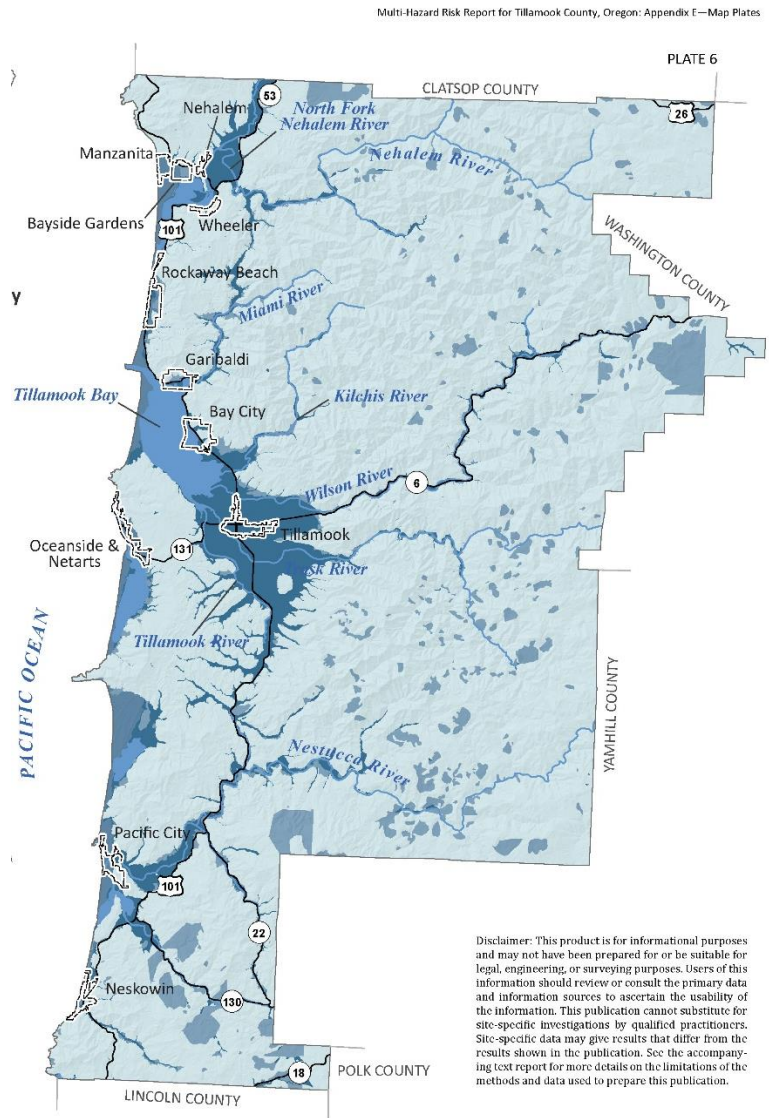 Multi-Hazard Risk Report for Tillamook County, Oregon: Appendix E—Map Plates
PLATE 6
CLATSOP COUNTY
53
26
Nehalem
North Fork
Nehalem River
Manzanita
Nehalem River
Bayside Gardens
Wheeler
101
WASHINGTON COUNTY
Rockaway Beach
y
Miami River
Garibaldi
Tillamook Bay
Kilchis River
Bay City
Wilson River
6
Tillamook
Oceanside &
Netarts
131
River
Tillamook River
PACIFIC OCEAN
YAMHILL COUNTY
Nestucca River
Pacific City
101
22
Neskowin
130
18
POLK COUNTY
LINCOLN COUNTY
Disclaimer: This product is for informational purposes
and may not have been prepared for or be suitable for
legal, engineering, or surveying purposes. Users of this
information should review or consult the primary data
and information sources to ascertain the usability of
the information. This publication cannot substitute for
site-specific investigations by qualified practitioners.
Site-specific data may give results that differ from the
results shown in the publication. See the accompany-
ing text report for more details on the limitations of the
methods and data used to prepare this publication.